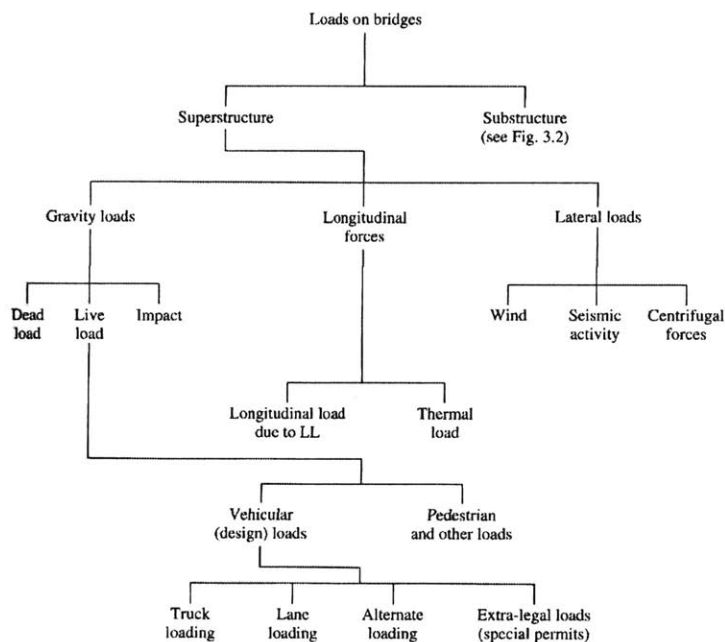 Loads on bridges
Superstructure
Substructure
(see Fig. 3.2)
Gravity loads
Longitudinal
forces
Lateral loads
Dead
load
Live
load
Impact
Wind
Seismic
activity
Centrifugal
forces
Longitudinal load
due to LL
Thermal
load
Vehicular
(design) loads
Pedestrian
and other loads
Truck
loading
Lane
loading
Alternate
loading
Extra-legal loads
(special permits)